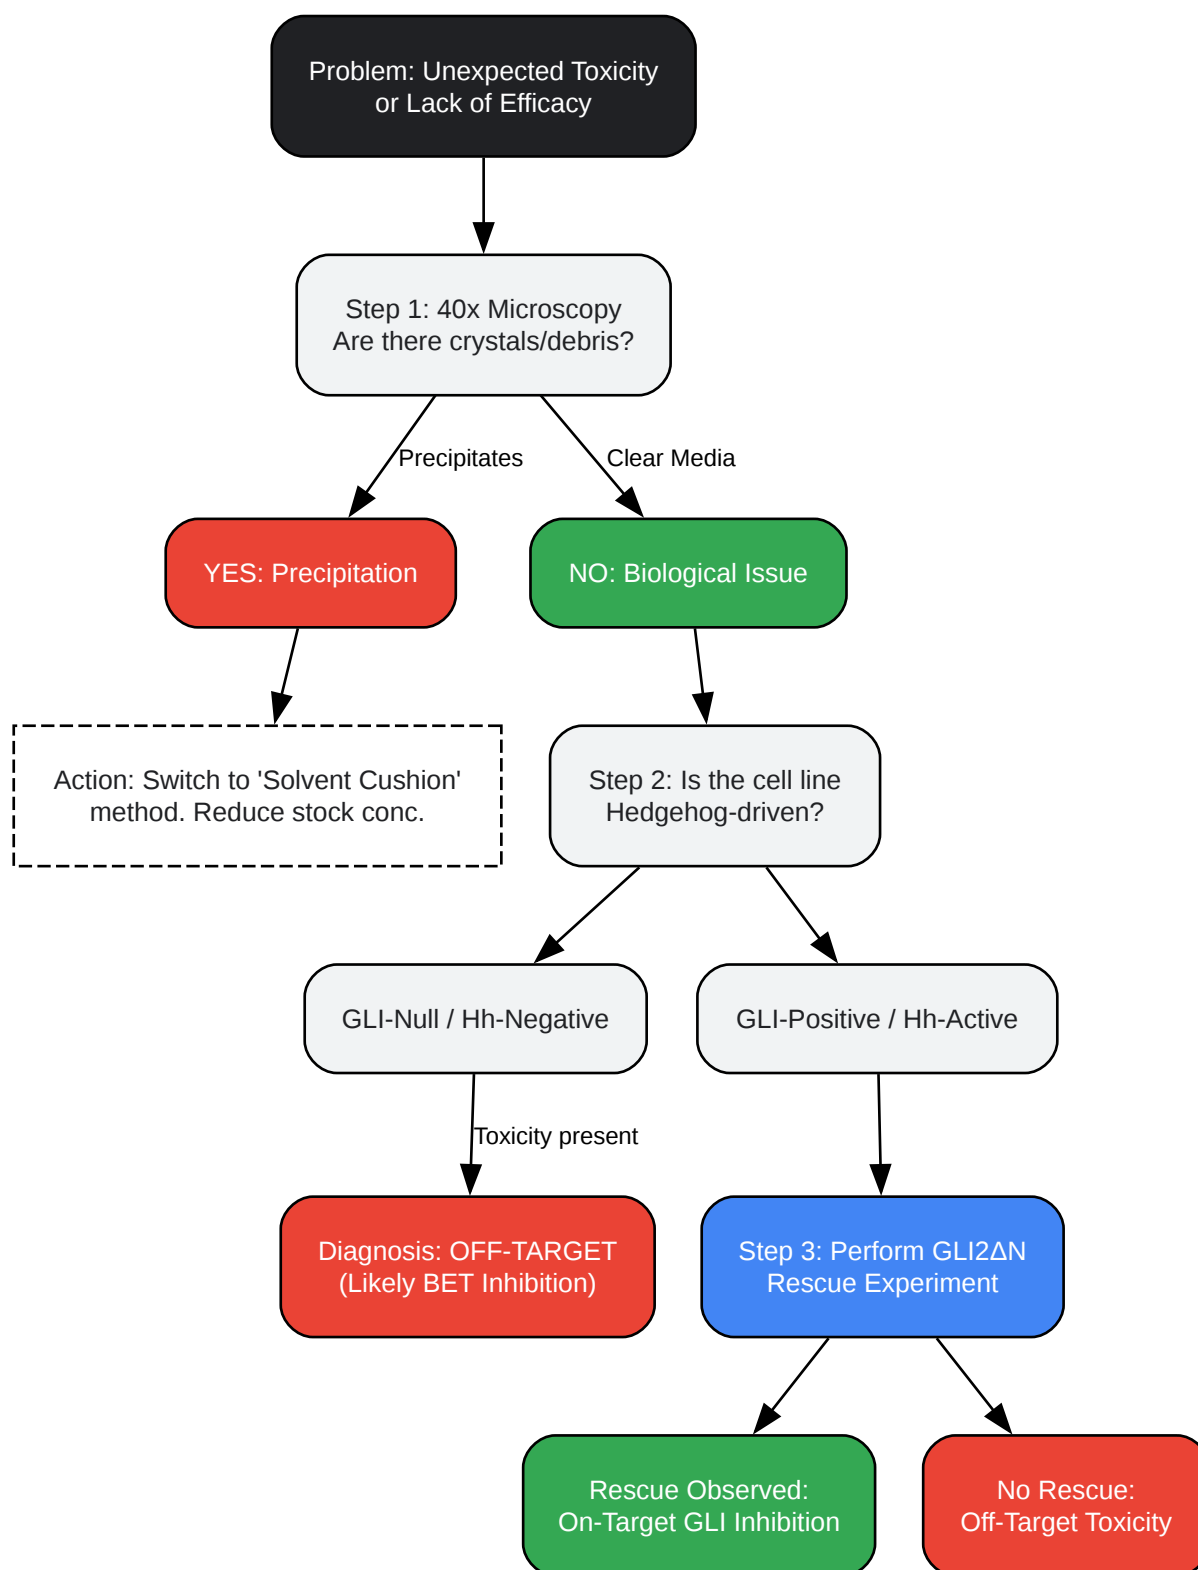 Problem: Unexpected Toxicity
or Lack of Efficacy
Step 1: 40x Microscopy
Are there crystals/debris?
Precipitates
Clear Media
YES: Precipitation
NO: Biological Issue
Action: Switch to 'Solvent Cushion'
method. Reduce stock conc.
Step 2: Is the cell line
Hedgehog-driven?
GLI-Null / Hh-Negative
GLI-Positive / Hh-Active
Toxicity present
Diagnosis: OFF-TARGET
(Likely BET Inhibition)
Step 3: Perform GLI2ΔN
Rescue Experiment
Rescue Observed:
On-Target GLI Inhibition
No Rescue:
Off-Target Toxicity